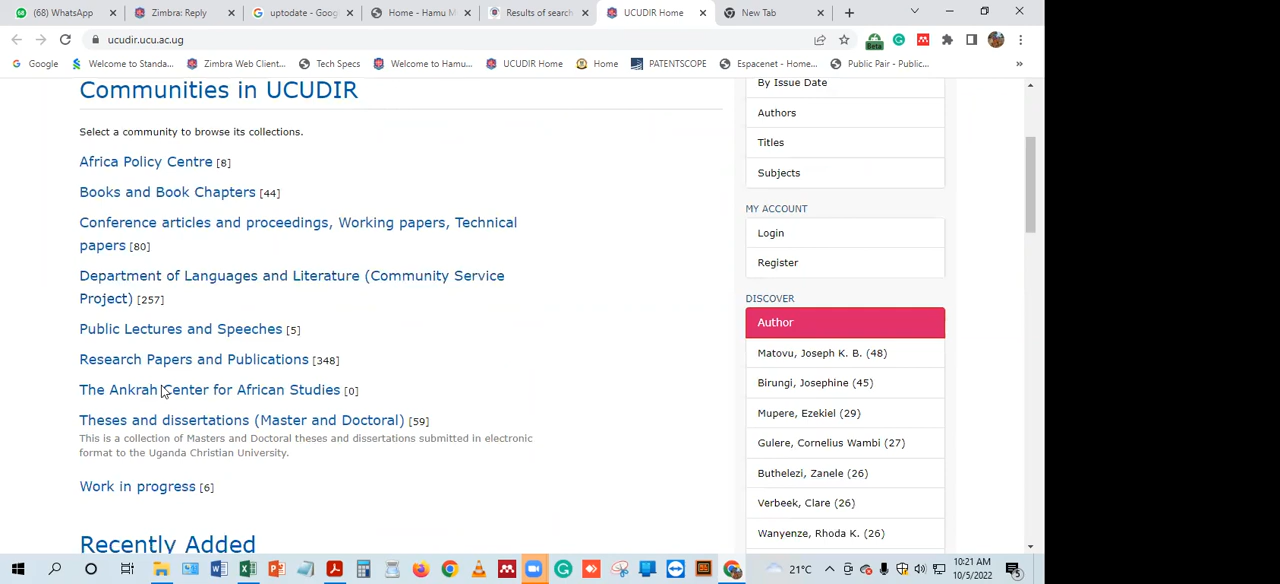 (68) WhatsApp
Zimbra: Reply
uptodate - Goog
Home - Hamu M
Results of search
UCUDIR Home
New Tab
ucudir.ucu.ac.ug
Beta
Google
Welcome to Standa...
Zimbra Web Client...
Tech Specs
Welcome to Hamu...
UCUDIR Home
Home
PATENTSCOPE
Espacenet - Home...
Public Pair - Public...
»
Communities in UCUDIR
Select a community to browse its collections.
Africa Policy Centre [8]
Books and Book Chapters [44]
Conference articles and proceedings, Working papers, Technical
papers [80]
Department of Languages and Literature (Community Service
Project) [257]
Public Lectures and Speeches [5]
Research Papers and Publications [348]
The Ankrah Center for African Studies [0]
Theses and dissertations (Master and Doctoral) [59]
This is a collection of Masters and Doctoral theses and dissertations submitted in electronic
format to the Uganda Christian University.
Work in progress [6]
Recently Added
By Issue Date
Authors
Titles
Subjects
MY ACCOUNT
Login
Register
DISCOVER
Author
Matovu, Joseph K. B. (48)
Birungi, Josephine (45)
Mupere, Ezekiel (29)
Gulere, Cornelius Wambi (27)
Buthelezi, Zanele (26)
Verbeek, Clare (26)
Wanyenze, Rhoda K. (26)
21°C
10:21 AM
10/5/2022
5